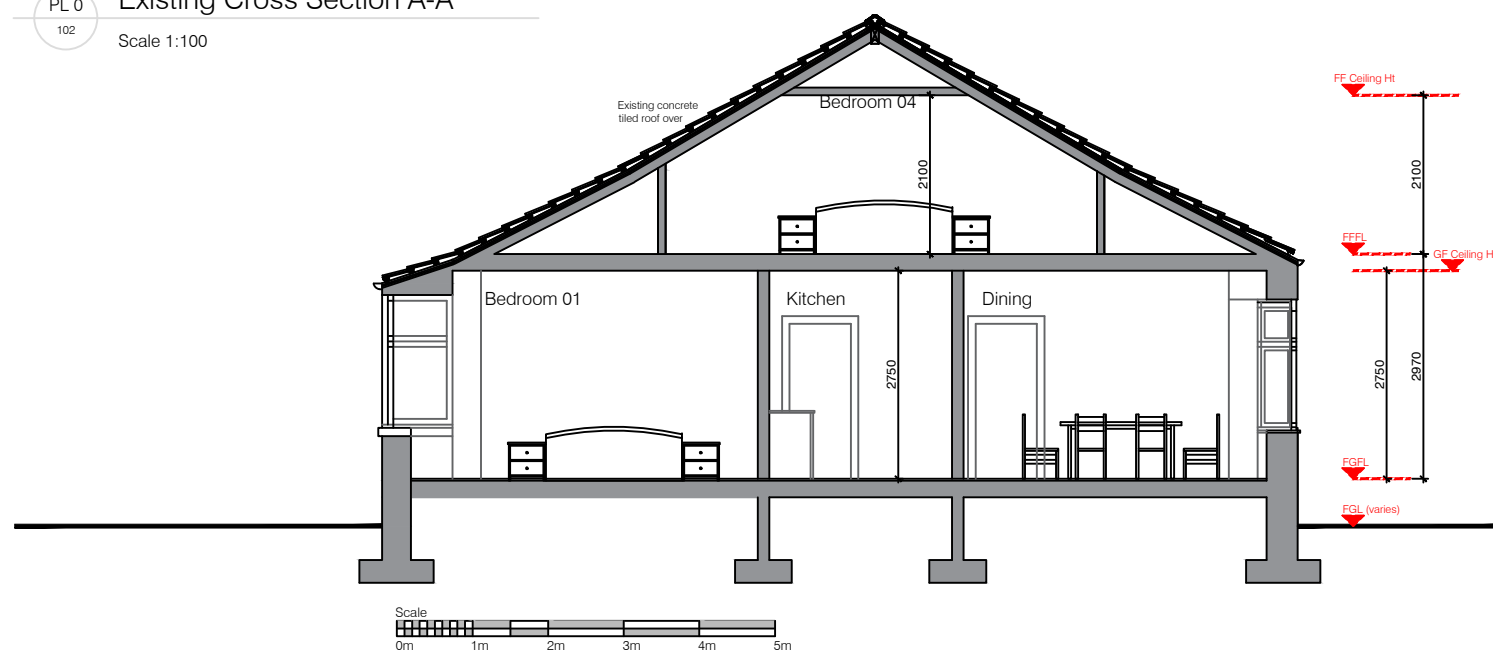 PL 0
102
Existing Cross Section A-A
Scale 1:100
Existing concrete
tiled roof over
Bedroom 04
2100
FF Ceiling Ht
2100
FFFL
GF Ceiling H
Bedroom 01
Kitchen
Dining
2750
2750
2970
FGFL
FGL (varies)
Scale
0m 1m 2m 3m 4m 5m